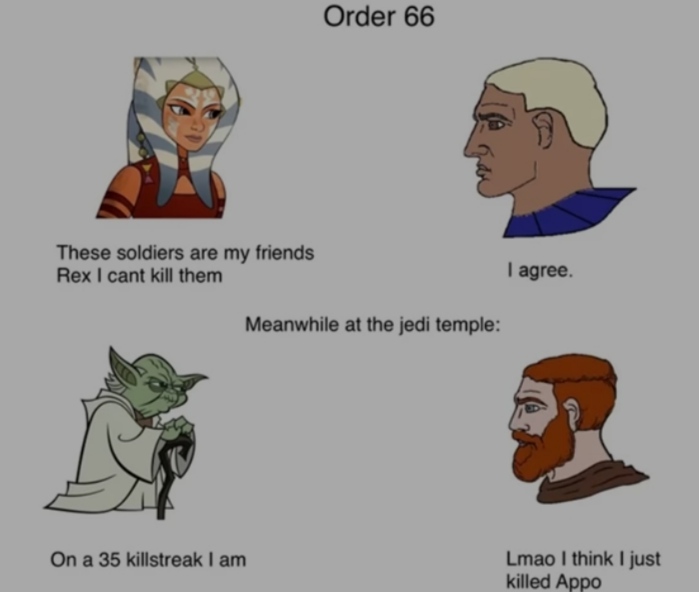 Order 66
These soldiers are my friends
Rex I cant kill them
I agree.
Meanwhile at the jedi temple:
On a 35 killstreak I am
Lmao I think I just
killed Appo